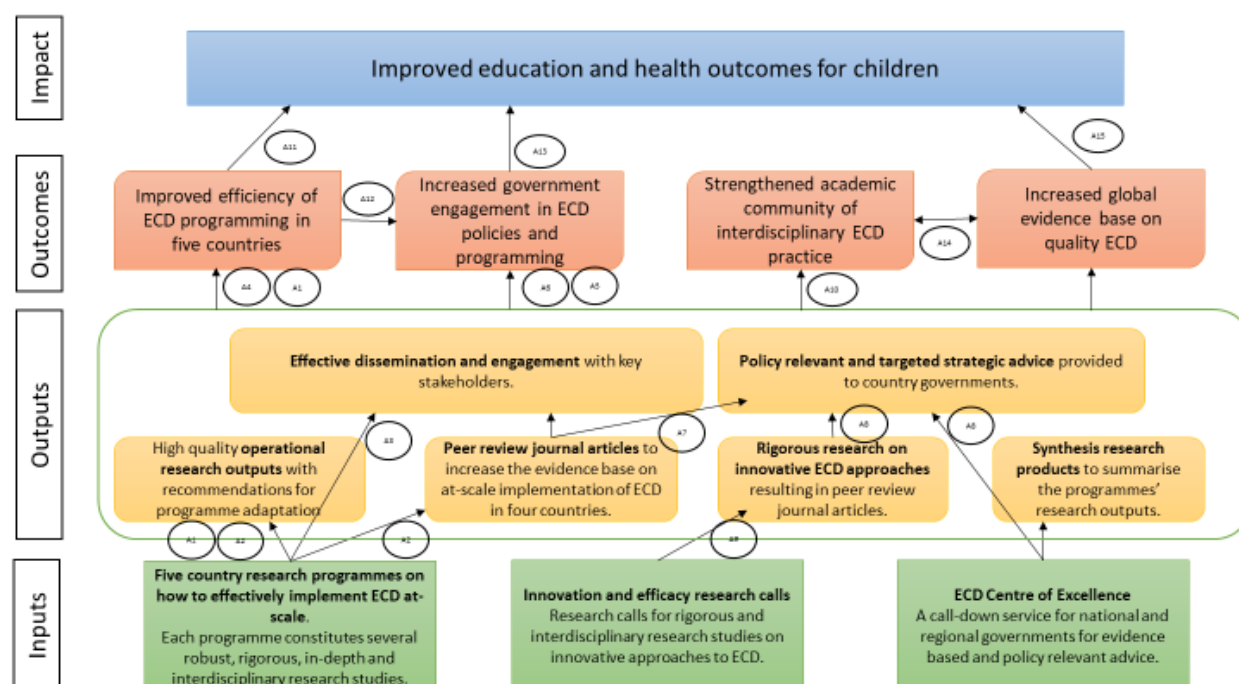 Impact
Improved education and health outcomes for children
A11
A13
A15
Outcomes
Improved efficiency of
ECD programming in
five countries
A12
Increased government
engagement in ECD
policies and
programming
Strengthened academic
community of
interdisciplinary ECD
practice
A14
Increased global
evidence base on
quality ECD
A4
A1
A5
A10
Outputs
Effective dissemination and engagement with key
stakeholders.
Policy relevant and targeted strategic advice provided
to country governments.
A7
High quality operational
research outputs with
recommendations for
programme adaptation
Peer review journal articles to
increase the evidence base on
at-scale implementation of ECD
in four countries.
Rigorous research on
innovative ECD approaches
resulting in peer review
journal articles.
Synthesis research
products to summarise
the programmes'
research outputs.
A1
A2
A2
Inputs
Five country research programmes on
how to effectively implement ECD at-
scale.
Each programme constitutes several
robust, rigorous, in-depth and
interdisciplinary research studies.
Innovation and efficacy research calls
Research calls for rigorous and
interdisciplinary research studies on
innovative approaches to ECD.
ECD Centre of Excellence
A call-down service for national and
regional governments for evidence
based and policy relevant advice.